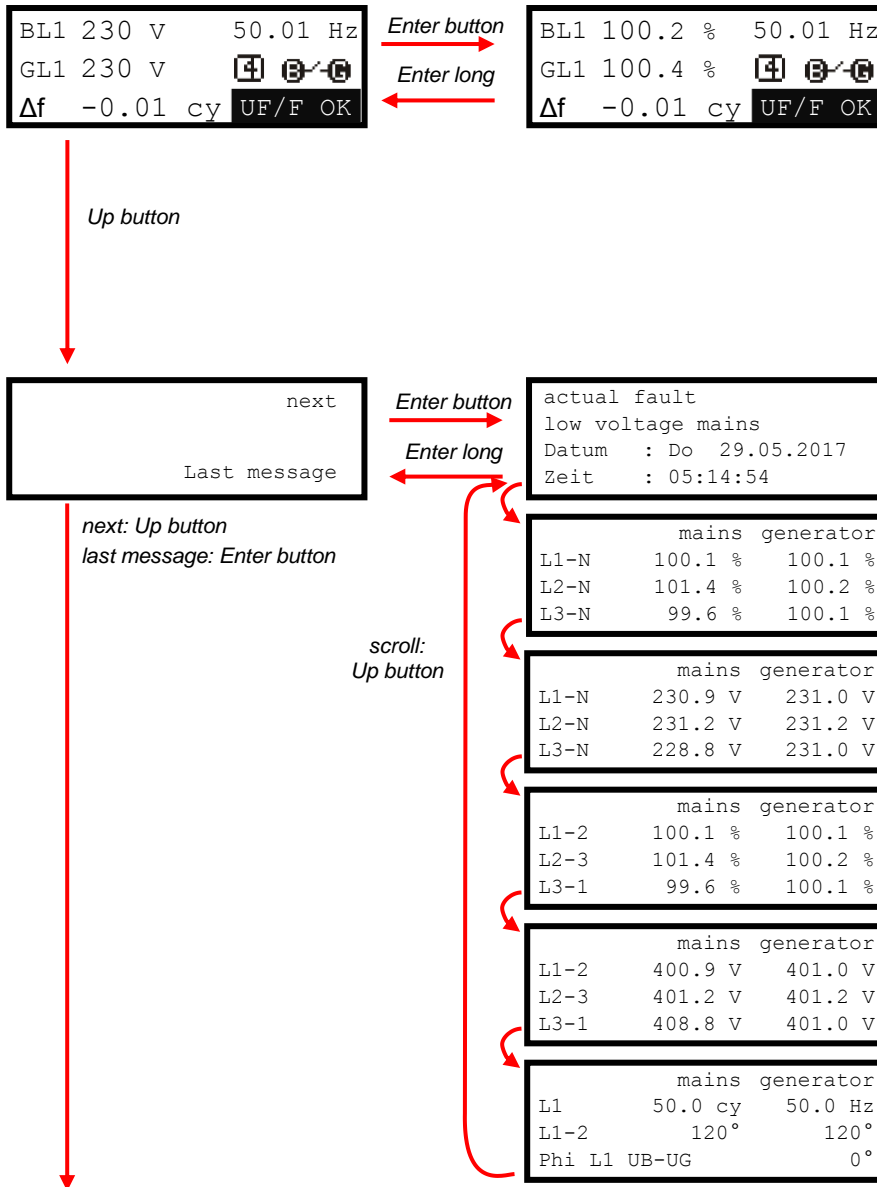 BL1 230 V 50.01 Hz
GL1 230 V 4 B G
Δf -0.01 cy UF/F OK
Enter button
Enter long
BL1 100.2 % 50.01 Hz
GL1 100.4 % 4 B G
Δf -0.01 cy UF/F OK
Up button
next
Last message
Enter button
Enter long
actual fault
low voltage mains
Datum : Do 29.05.2017
Zeit : 05:14:54
next: Up button
last message: Enter button
mains generator
L1-N 100.1 % 100.1 %
L2-N 101.4 % 100.2 %
L3-N 99.6 % 100.1 %
scroll:
Up button
mains generator
L1-N 230.9 V 231.0 V
L2-N 231.2 V 231.2 V
L3-N 228.8 V 231.0 V
mains generator
L1-2 100.1 % 100.1 %
L2-3 101.4 % 100.2 %
L3-1 99.6 % 100.1 %
mains generator
L1-2 400.9 V 401.0 V
L2-3 401.2 V 401.2 V
L3-1 408.8 V 401.0 V
mains generator
L1 50.0 cy 50.0 Hz
L1-2 120° 120°
Phi L1 UB-UG 0°